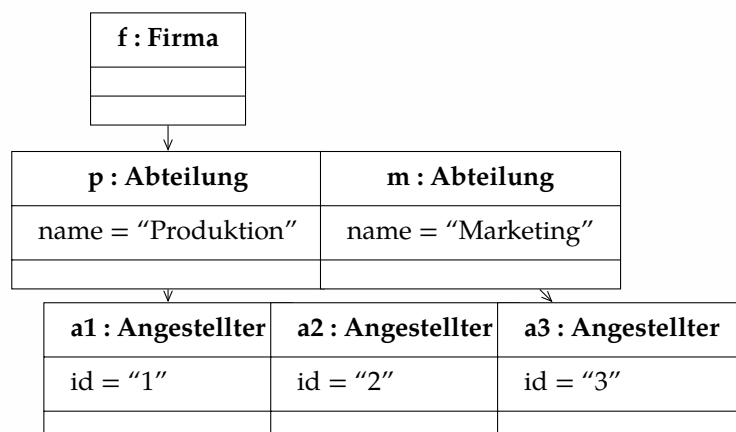 f : Firma
p : Abteilung m : Abteilung
name = “Produktion” name = “Marketing”
a1 : Angestellter a2 : Angestellter a3 : Angestellter
id = “1” id = “2” id = “3”